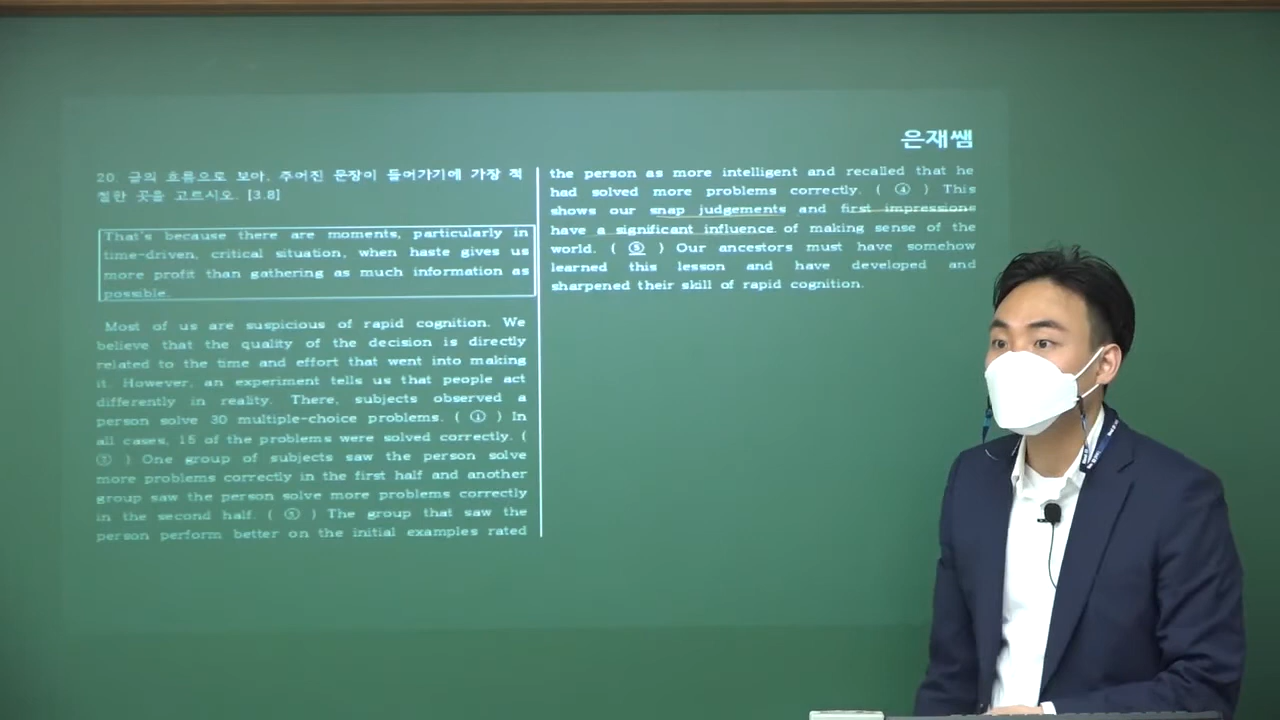 은재쌤
20. 글의 흐름으로 보아, 주어진 문장이 들어가기에 가장 적
절한 곳을 고르시오. [3.8]
That's because there are moments, particularly in
time-driven, critical situation, when haste gives us
more profit than gathering as much information as
possible.
Most of us are suspicious of rapid cognition. We
believe that the quality of the decision is directly
related to the time and effort that went into making
it. However, an experiment tells us that people act
differently in reality. There, subjects observed a
person solve 30 multiple-choice problems. ( ① ) In
all cases, 15 of the problems were solved correctly. (
② ) One group of subjects saw the person solve
more problems correctly in the first half and another
group saw the person solve more problems correctly
in the second half. ( ③ ) The group that saw the
person perform better on the initial examples rated
the person as more intelligent and recalled that he
had solved more problems correctly. ( ④ ) This
shows our snap judgements and first impressions
have a significant influence of making sense of the
world. ( ⑤ ) Our ancestors must have somehow
learned this lesson and have developed and
sharpened their skill of rapid cognition.